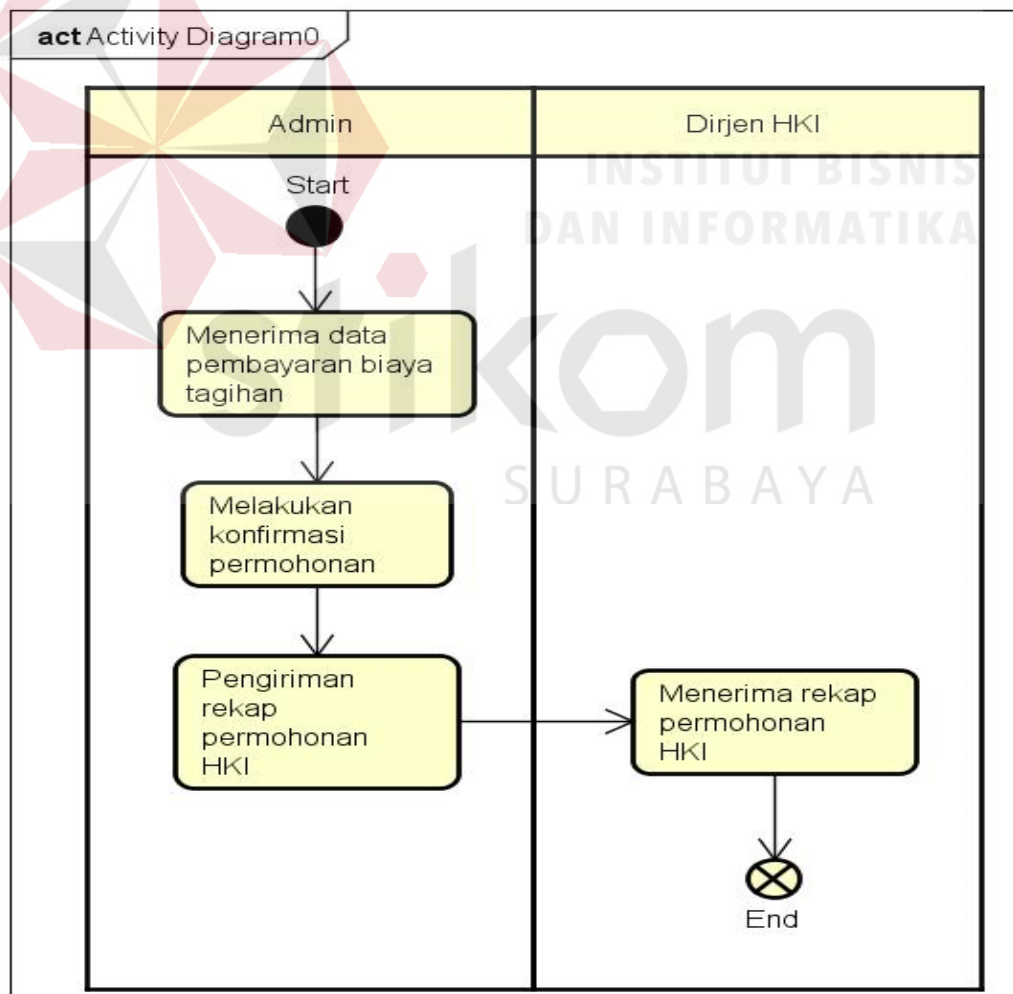 act Activity Diagram0
Admin
Dirjen HKI
INSTITUT BISNIS
DAN INFORMATIKA
stikom
SURABAYA
Start
Menerima data
pembayaran biaya
tagihan
Melakukan
konfirmasi
permohonan
Pengiriman
rekap
permohonan
HKI
Menerima rekap
permohonan
HKI
End